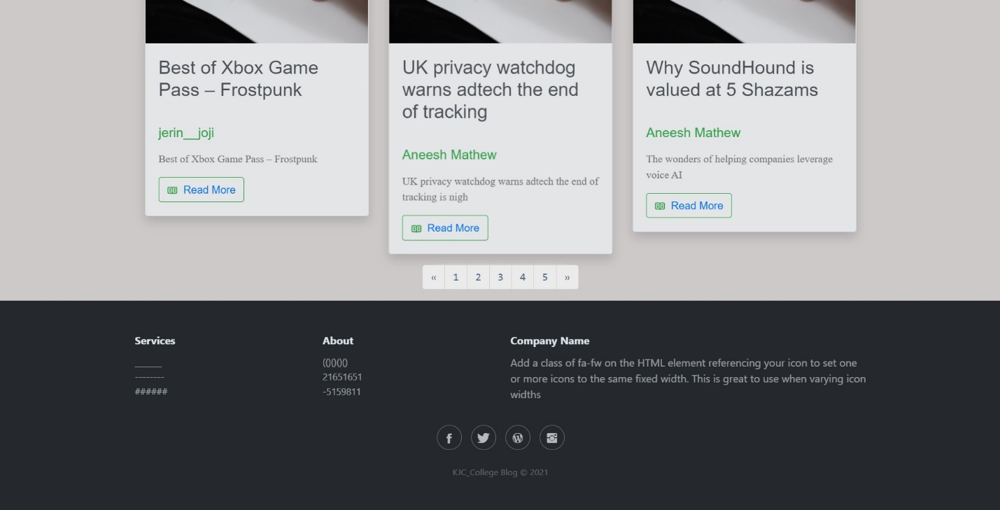 Best of Xbox Game
Pass – Frostpunk
jerin__joji
Best of Xbox Game Pass – Frostpunk
Read More
UK privacy watchdog
warns adtech the end
of tracking
Aneesh Mathew
UK privacy watchdog warns adtech the end of
tracking is nigh
Read More
Why SoundHound is
valued at 5 Shazams
Aneesh Mathew
The wonders of helping companies leverage
voice AI
Read More
« 1 2 3 4 5 »
Services
______
--------
######
About
(0000)
21651651
-5159811
Company Name
Add a class of fa-fw on the HTML element referencing your icon to set one
or more icons to the same fixed width. This is great to use when varying icon
widths
KJC_College Blog © 2021